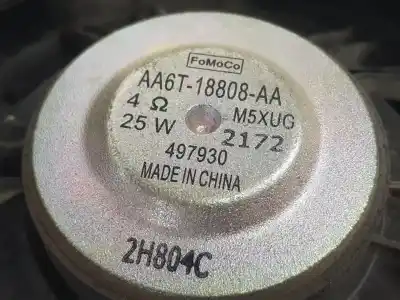 FoMoCo
AA6T-18808-AA
4 Ω M5XUG
25 W 2172
497930
MADE IN CHINA
2H804C